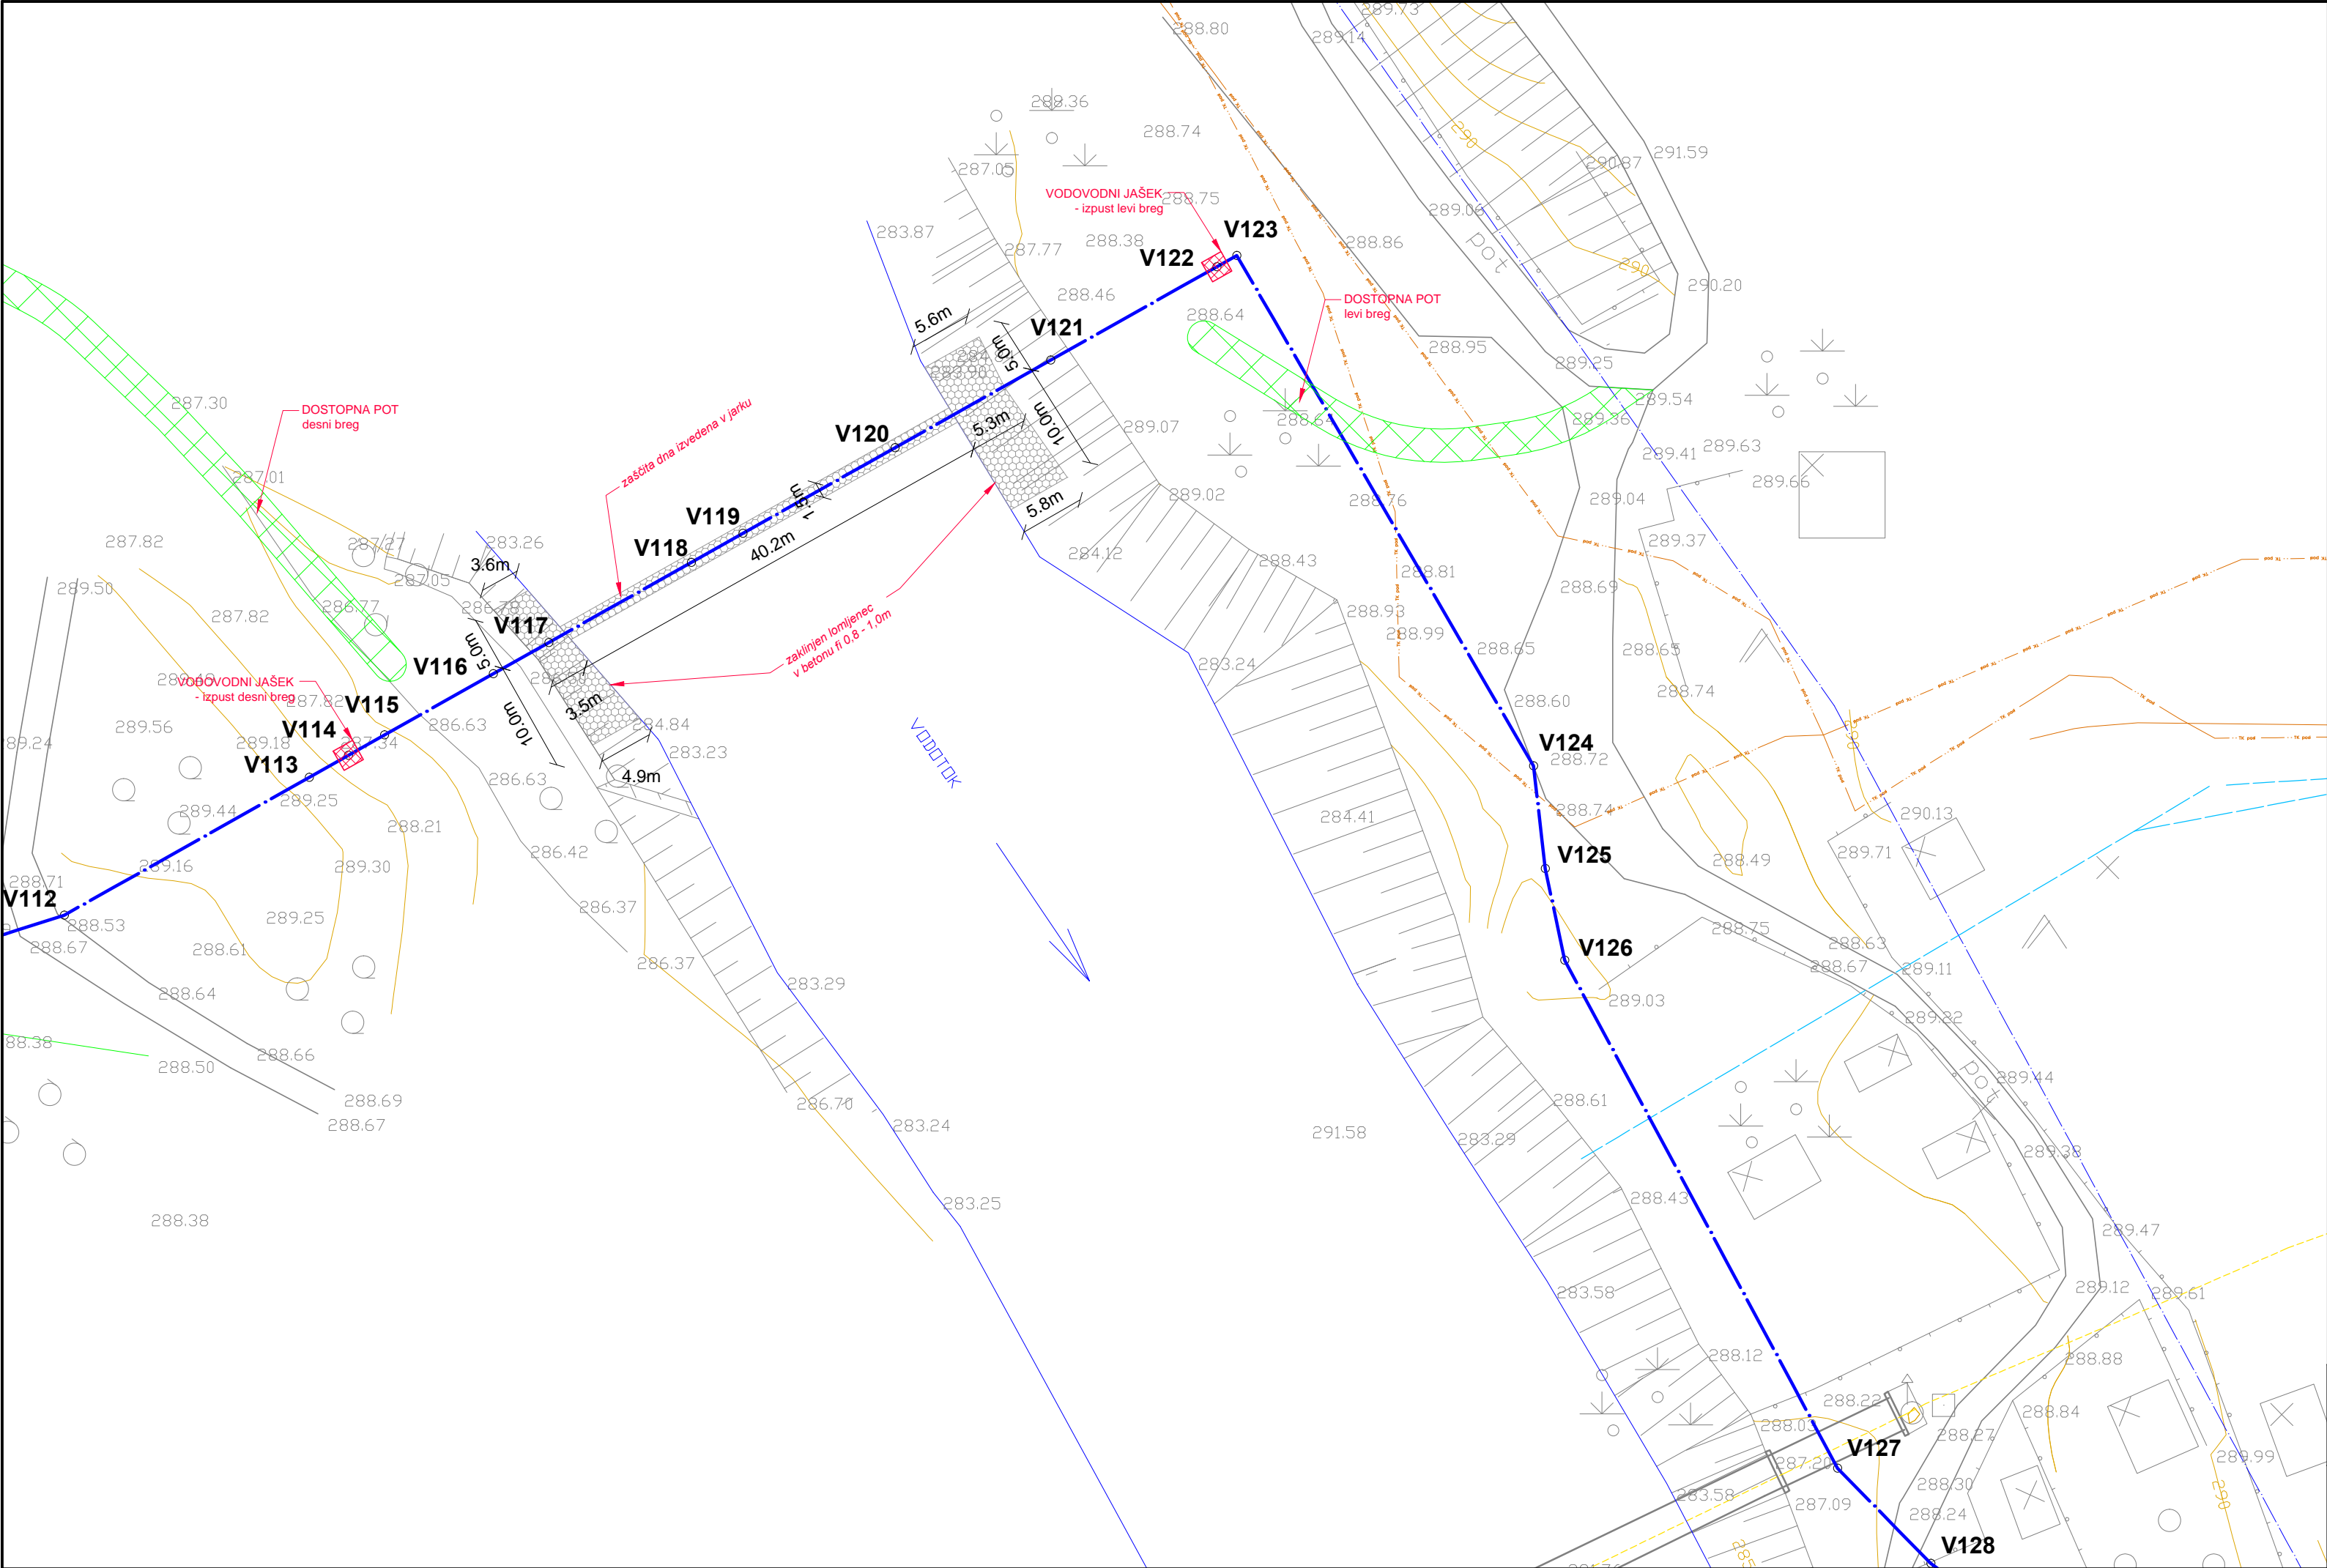 289.73
288.80
289.14
288.36
288.74
290
291.59
290.87
287.05
VODOVODNI JAŠEK
- izpust levi breg
288.75
289.06
283.87
V123
288.38
288.86
287.77
pot
V122
290
290.20
288.46
DOSTOPNA POT
levi breg
5.6m
288.64
V121
5.0m
288.95
289.25
283.90
287.30
DOSTOPNA POT
desni breg
289.54
10.0m
288.64
289.36
5.3m
289.07
zaščita dna izvedena v jarku
V120
289.63
289.41
287.01
289.66
289.02
288.76
289.04
5.8m
V119
287.82
287.27
283.26
V118
40.2m
284.12
289.37
288.43
3.6m
287.05
288.81
289.50
286.77
288.69
287.82
V117
288.93
zaklinjen lomljenec
v betonu fi 0,8 - 1,0m
288.99
5.0m
288.65
288.65
V116
283.24
VODOVODNI JAŠEK
- izpust desni breg
287.82
V115
288.74
3.5m
288.60
10.0m
289.56
286.63
284.84
VODOTOK
V114
289.24
289.18
287.34
V124
283.23
V113
288.72
4.9m
286.63
289.25
289.44
288.74
290.13
284.41
288.21
V125
286.42
289.71
289.16
289.30
288.49
288.71
V112
286.37
289.25
288.53
288.75
288.67
288.61
V126
288.63
286.37
288.67
289.11
283.29
288.64
289.03
289.22
88.38
288.66
288.50
pot
289.44
288.69
286.70
288.61
288.67
283.24
291.58
283.29
289.38
283.25
288.43
288.38
289.47
289.12
283.58
289.61
288.12
288.88
288.22
288.03
288.84
288.27
V127
287.20
289.99
283.58
287.09
288.30
290
288.24
V128